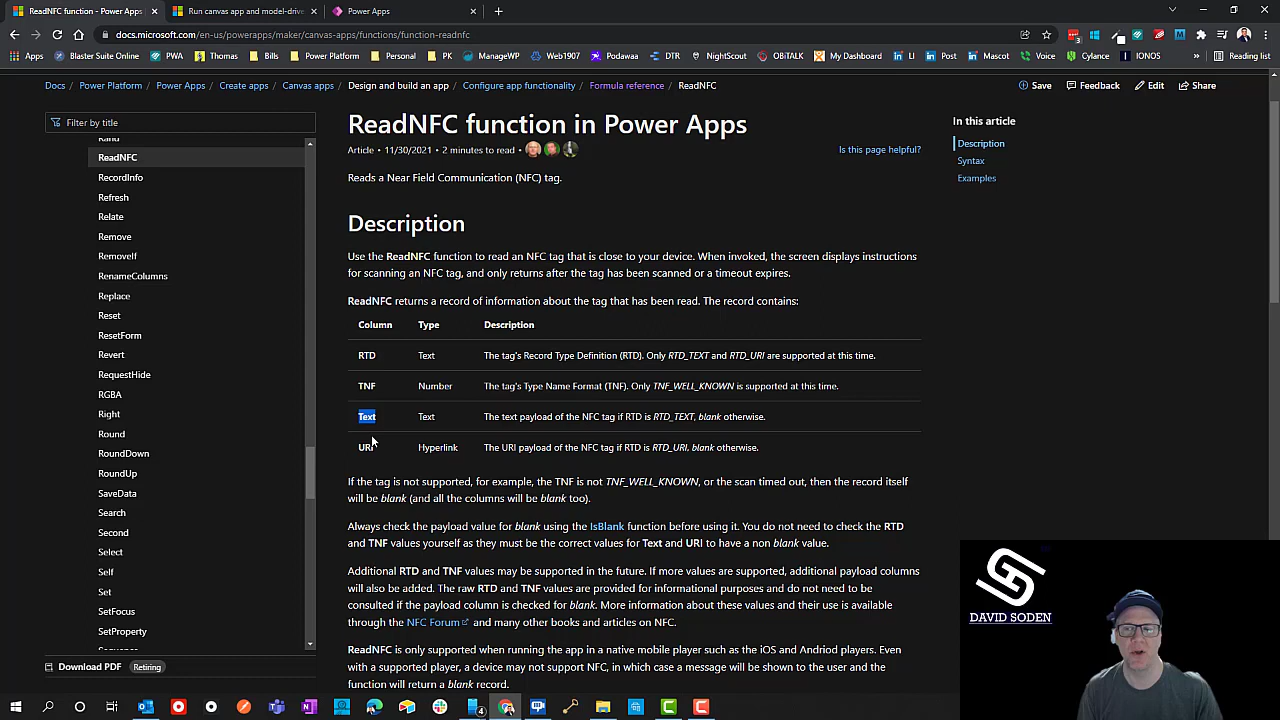 ReadNFC function - Power Apps
Run canvas app and model-drive
Power Apps
docs.microsoft.com/en-us/powerapps/maker/canvas-apps/functions/function-readnfc
Apps
Blaster Suite Online
PWA
Thomas
Bills
Power Platform
Personal
PK
ManageWP
Web1907
Podawaa
DTR
NightScout
OBiTALK
My Dashboard
LI
Post
Mascot
Voice
Cylance
IONOS
Reading list
Docs
Power Platform
Power Apps
Create apps
Canvas apps
Design and build an app
Configure app functionality
Formula reference
ReadNFC
Save
Feedback
Edit
Share
Filter by title
Rand
ReadNFC
RecordInfo
Refresh
Relate
Remove
RemoveIf
RenameColumns
Replace
Reset
ResetForm
Revert
RequestHide
RGBA
Right
Round
RoundDown
RoundUp
SaveData
Search
Second
Select
Self
Set
SetFocus
SetProperty
Download PDF
Retiring
ReadNFC function in Power Apps
Article • 11/30/2021 • 2 minutes to read •
Is this page helpful?
Reads a Near Field Communication (NFC) tag.
Description
Use the ReadNFC function to read an NFC tag that is close to your device. When invoked, the screen displays instructions
for scanning an NFC tag, and only returns after the tag has been scanned or a timeout expires.
ReadNFC returns a record of information about the tag that has been read. The record contains:
Column Type Description
RTD Text The tag's Record Type Definition (RTD). Only RTD_TEXT and RTD_URI are supported at this time.
TNF Number The tag's Type Name Format (TNF). Only TNF_WELL_KNOWN is supported at this time.
Text Text The text payload of the NFC tag if RTD is RTD_TEXT, blank otherwise.
URI Hyperlink The URI payload of the NFC tag if RTD is RTD_URI, blank otherwise.
If the tag is not supported, for example, the TNF is not TNF_WELL_KNOWN, or the scan timed out, then the record itself
will be blank (and all the columns will be blank too).
Always check the payload value for blank using the IsBlank function before using it. You do not need to check the RTD
and TNF values yourself as they must be the correct values for Text and URI to have a non blank value.
Additional RTD and TNF values may be supported in the future. If more values are supported, additional payload columns
will also be added. The raw RTD and TNF values are provided for informational purposes and do not need to be
consulted if the payload column is checked for blank. More information about these values and their use is available
through the NFC Forum and many other books and articles on NFC.
ReadNFC is only supported when running the app in a native mobile player such as the iOS and Andriod players. Even
with a supported player, a device may not support NFC, in which case a message will be shown to the user and the
function will return a blank record.
In this article
Description
Syntax
Examples
DAVID SODEN